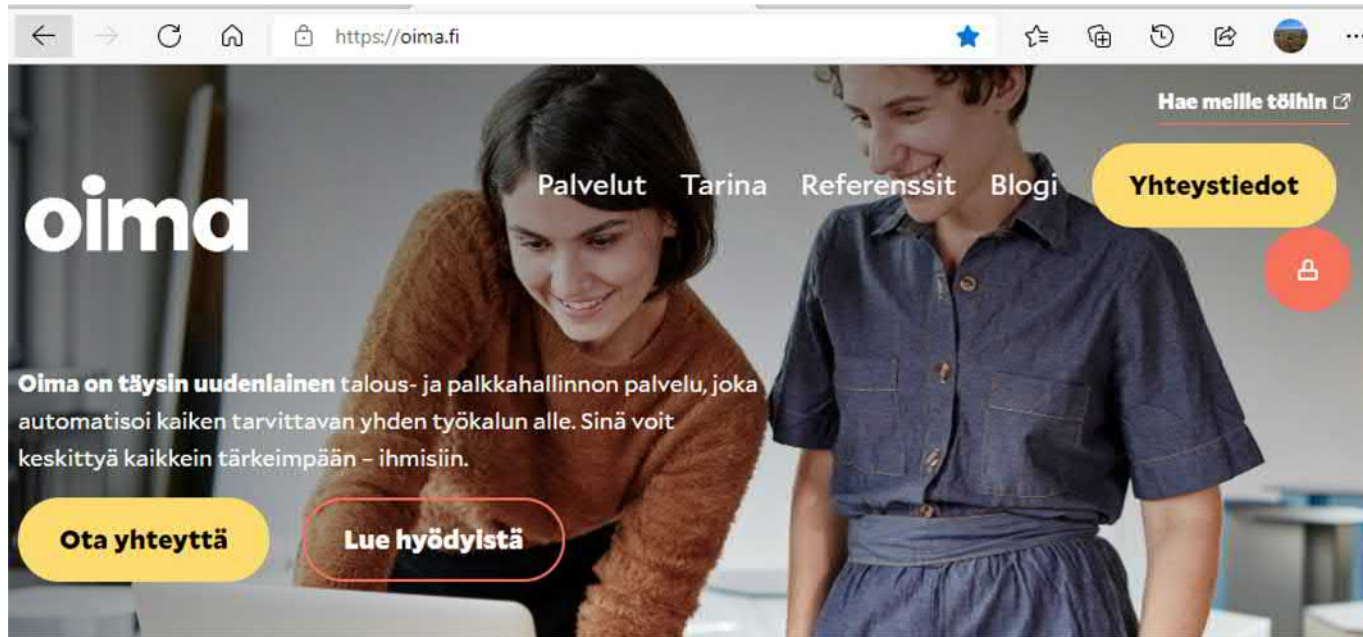 https://oima.fi
Hae meille töihin
oima
Palvelut Tarina Referenssit Blogi Yhteystiedot
Oima on täysin uudenlainen talous- ja palkkahallinnon palvelu, joka
automatisoi kaiken tarvittavan yhden työkalun alle. Sinä voit
keskittyä kaikkein tärkeimpään – ihmisiin.
Ota yhteyttä
Lue hyödyistä